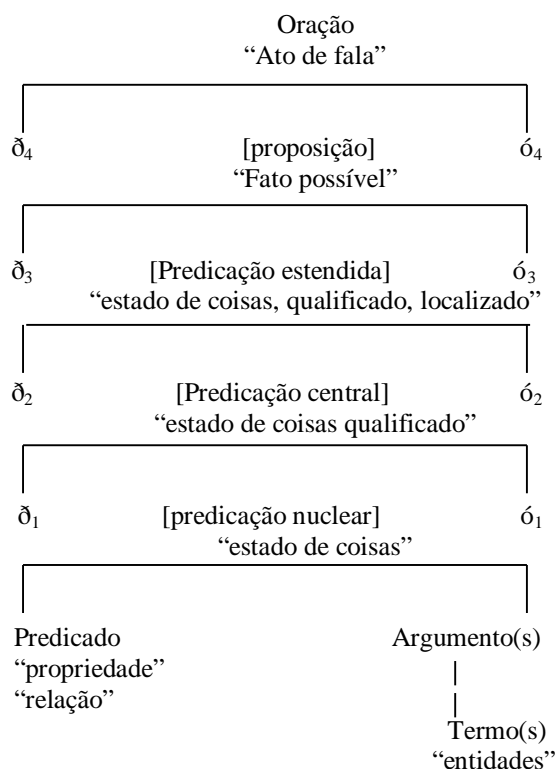 Oração
“Ato de fala”
ð₄ [proposição] ó₄
“Fato possível”
ð₃ [Predicação estendida] ó₃
“estado de coisas, qualificado, localizado”
ð₂ [Predicação central] ó₂
“estado de coisas qualificado”
ð₁ [predicação nuclear] ó₁
“estado de coisas”
Predicado Argumento(s)
“propriedade”
“relação”
Termo(s)
“entidades”